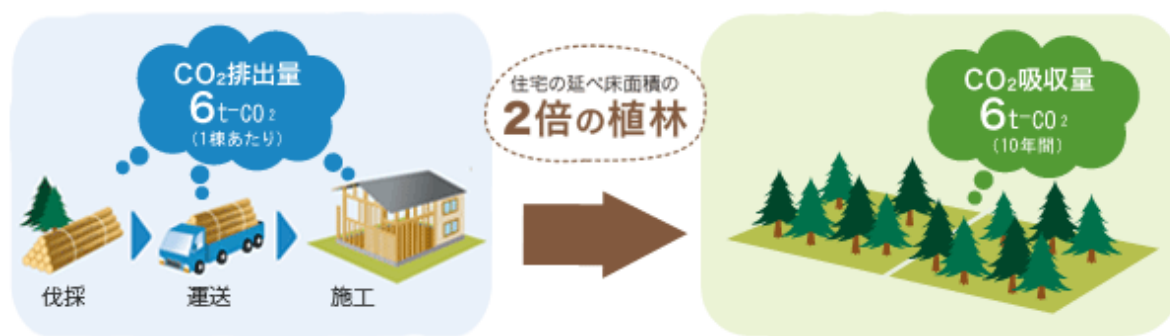 CO₂排出量
6t-CO₂
(1棟あたり)
伐採
運送
施工
住宅の延べ床面積の
2倍の植林
CO₂吸収量
6t-CO₂
(10年間)